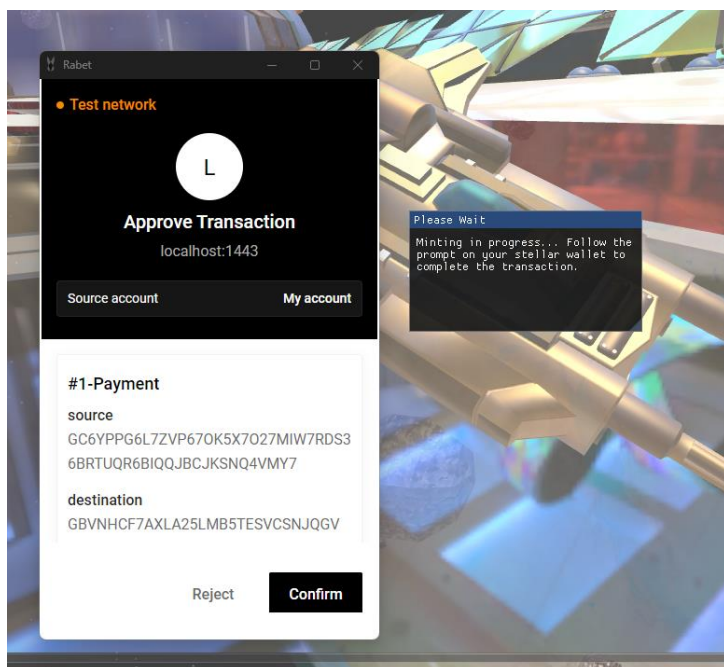 Rabet
Test network
L
Approve Transaction
localhost:1443
Source account
My account
#1-Payment
source
GC6YPPG6L7ZVP67OK5X7O27MIW7RDS3
6BRTUQR6BIQQJBCJKSNQ4VMY7
destination
GBVNHCF7AXLA25LMB5TESVCSNJQGV
Reject
Confirm
Please Wait
Minting in progress... Follow the
prompt on your stellar wallet to
complete the transaction.